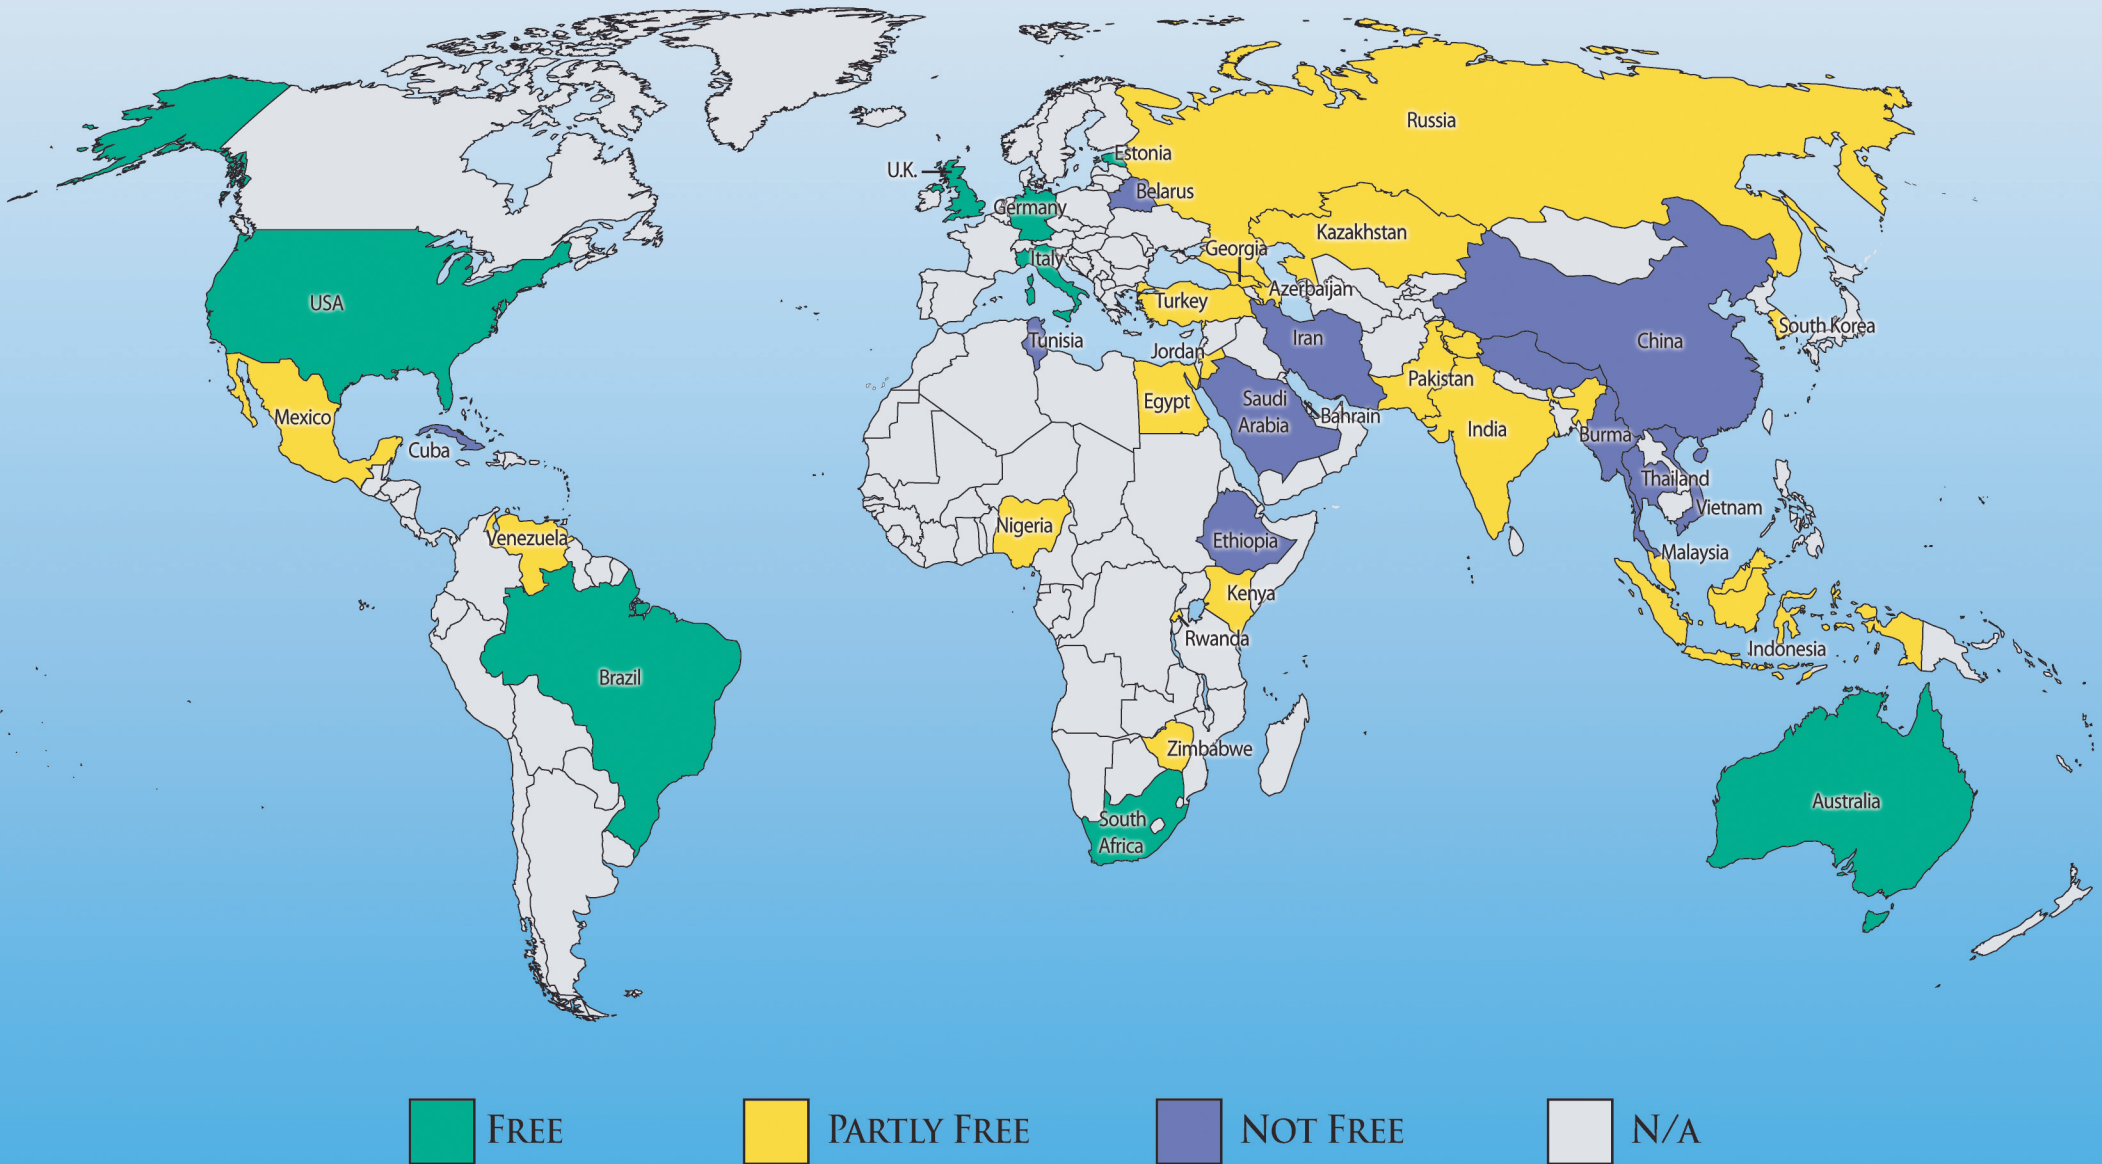 Russia
Estonia
U.K.
Belarus
Germany
Kazakhstan
Georgia
Italy
Azerbaijan
USA
Turkey
South Korea
Iran
Tunisia
China
Jordan
Pakistan
Egypt
Saudi
Arabia
Bahrain
Mexico
India
Burma
Cuba
Thailand
Vietnam
Nigeria
Venezuela
Ethiopia
Malaysia
Kenya
Rwanda
Indonesia
Brazil
Zimbabwe
Australia
South
Africa
FREE
PARTLY FREE
NOT FREE
N/A